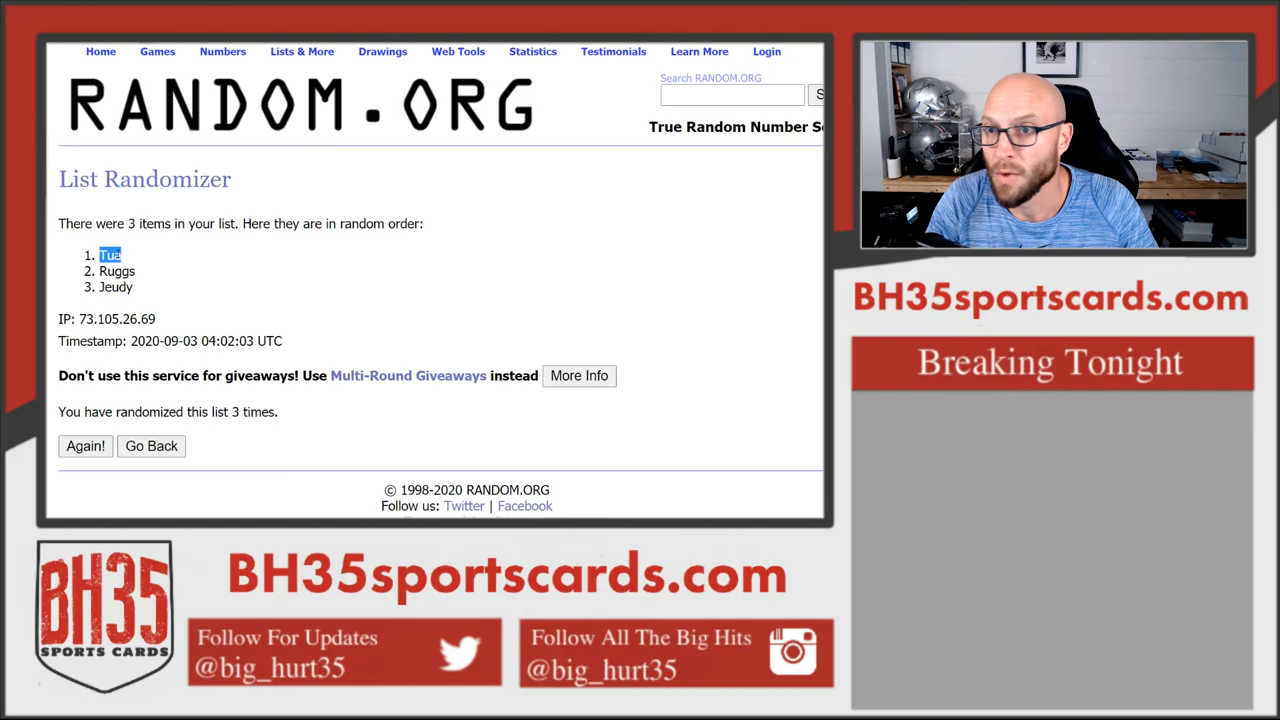 Home Games Numbers Lists & More Drawings Web Tools Statistics Testimonials Learn More Login
RANDOM.ORG
Search RANDOM.ORG
S
True Random Number S
List Randomizer
There were 3 items in your list. Here they are in random order:
1. Tua
2. Ruggs
3. Jeudy
IP: 73.105.26.69
Timestamp: 2020-09-03 04:02:03 UTC
Don't use this service for giveaways! Use Multi-Round Giveaways instead More Info
You have randomized this list 3 times.
Again! Go Back
© 1998-2020 RANDOM.ORG
Follow us: Twitter | Facebook
BH35sportscards.com
Breaking Tonight
BH35
SPORTS CARDS
BH35sportscards.com
Follow For Updates
@big_hurt35
Follow All The Big Hits
@big_hurt35